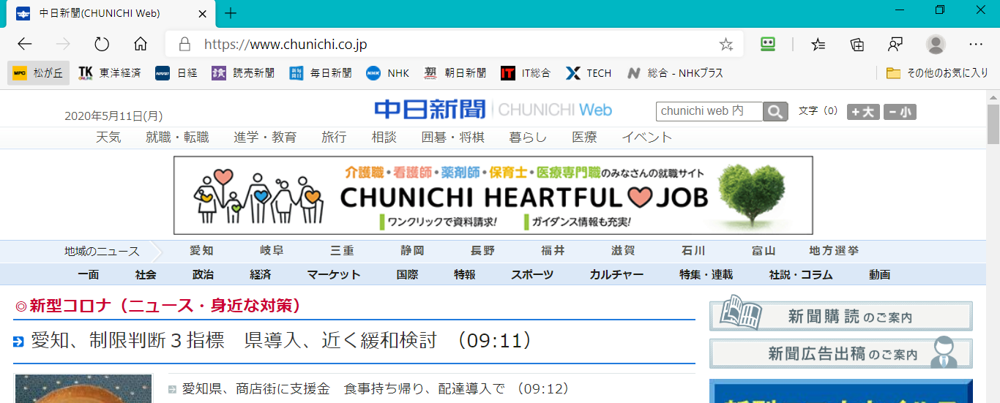 中日新聞(CHUNICHI Web)
https://www.chunichi.co.jp
MPC 松が丘 TK ONLINE 東洋経済 日経 読売新聞 毎日新聞 NHK 朝日新聞 IT IT総合 TECH 総合 - NHKプラス その他のお気に入り
2020年5月11日(月) 中日新聞 CHUNICHI Web chunichi web 内 文字（0） ＋大 －小
天気 就職・転職 進学・教育 旅行 相談 囲碁・将棋 暮らし 医療 イベント
介護職・看護師・薬剤師・保育士・医療専門職のみなさんの就職サイト
CHUNICHI HEARTFUL JOB
ワンクリックで資料請求! ガイダンス情報も充実!
地域のニュース 愛知 岐阜 三重 静岡 長野 福井 滋賀 石川 富山 地方選挙
一面 社会 政治 経済 マーケット 国際 特報 スポーツ カルチャー 特集・連載 社説・コラム 動画
◎新型コロナ（ニュース・身近な対策）
愛知、制限判断３指標　県導入、近く緩和検討　（09:11）
愛知県、商店街に支援金　食事持ち帰り、配達導入で （09:12）
新聞購読のご案内
新聞広告出稿のご案内